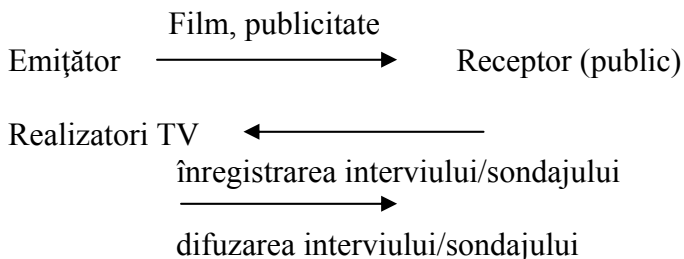 Film, publicitate
Emiţător Receptor (public)
Realizatori TV
înregistrarea interviului/sondajului
difuzarea interviului/sondajului